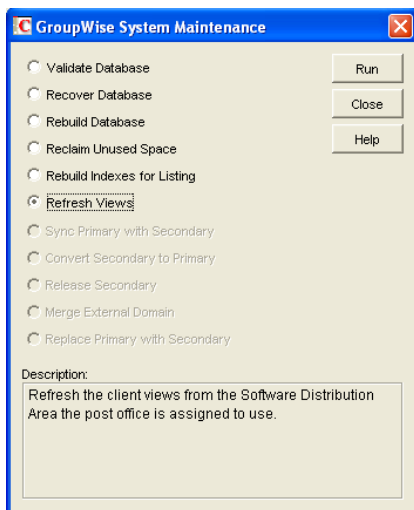 GroupWise System Maintenance
Validate Database
Recover Database
Rebuild Database
Reclaim Unused Space
Rebuild Indexes for Listing
Refresh Views
Sync Primary with Secondary
Convert Secondary to Primary
Release Secondary
Merge External Domain
Replace Primary with Secondary
Run
Close
Help
Description:
Refresh the client views from the Software Distribution
Area the post office is assigned to use.